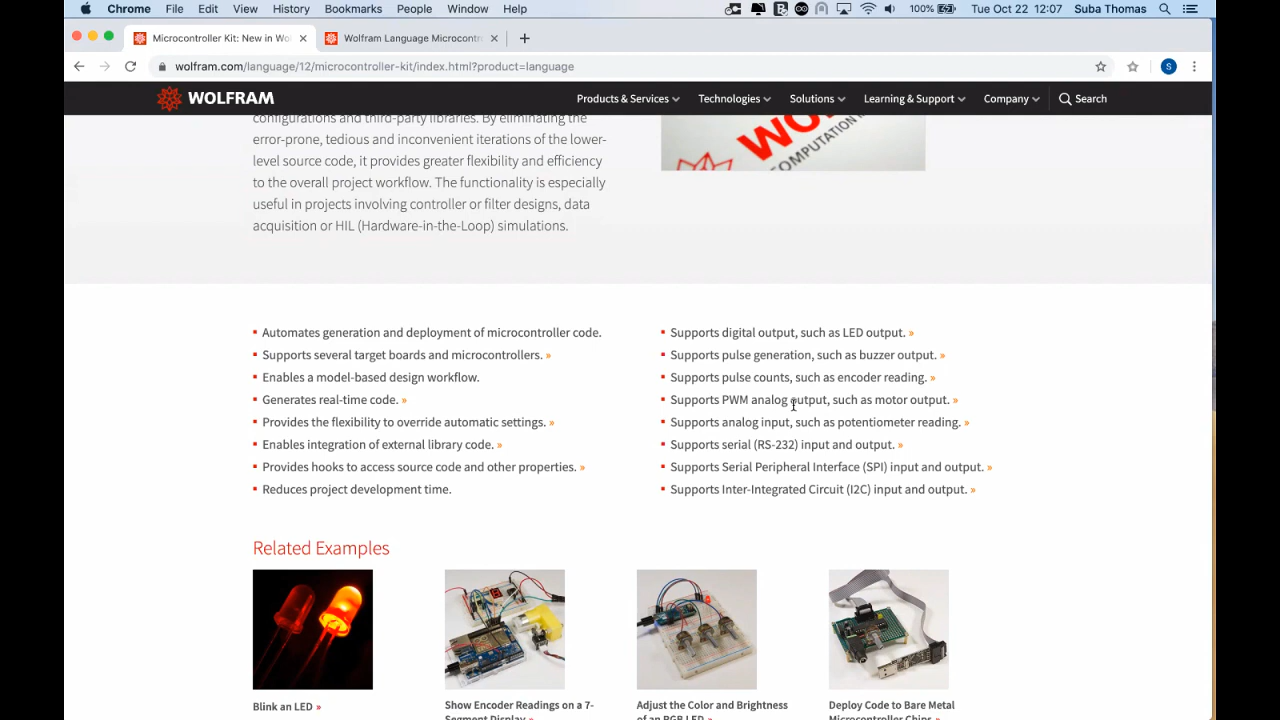 Chrome File Edit View History Bookmarks People Window Help 100% Tue Oct 22 12:07 Suba Thomas
Microcontroller Kit: New in Wo Wolfram Language Microcontr
wolfram.com/language/12/microcontroller-kit/index.html?product=language S
WOLFRAM Products & Services Technologies Solutions Learning & Support Company Search
configurations and third-party libraries. By eliminating the
error-prone, tedious and inconvenient iterations of the lower-
level source code, it provides greater flexibility and efficiency
to the overall project workflow. The functionality is especially
useful in projects involving controller or filter designs, data
acquisition or HIL (Hardware-in-the-Loop) simulations.
WO
COMPUTATION
Automates generation and deployment of microcontroller code.
Supports several target boards and microcontrollers. »
Enables a model-based design workflow.
Generates real-time code. »
Provides the flexibility to override automatic settings. »
Enables integration of external library code. »
Provides hooks to access source code and other properties. »
Reduces project development time.
Supports digital output, such as LED output. »
Supports pulse generation, such as buzzer output. »
Supports pulse counts, such as encoder reading. »
Supports PWM analog output, such as motor output. »
Supports analog input, such as potentiometer reading. »
Supports serial (RS-232) input and output. »
Supports Serial Peripheral Interface (SPI) input and output. »
Supports Inter-Integrated Circuit (I2C) input and output. »
Related Examples
Blink an LED »
Show Encoder Readings on a 7-
Segment Display »
Adjust the Color and Brightness
of an RGB LED »
Deploy Code to Bare Metal
Microcontroller Chips »